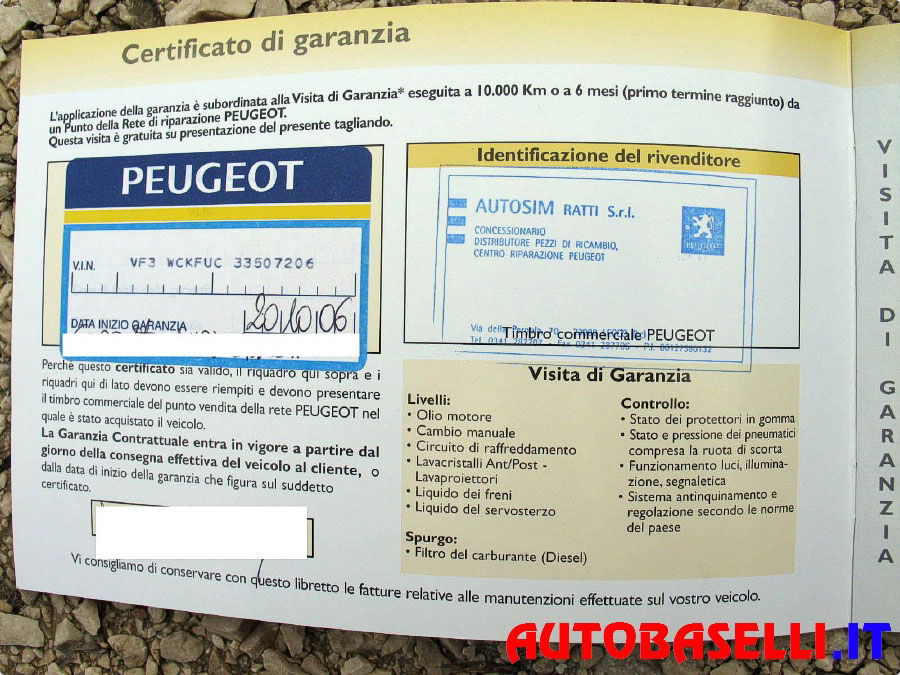 Certificato di garanzia
L'applicazione della garanzia è subordinata alla Visita di Garanzia* eseguita a 10.000 Km o a 6 mesi (primo termine raggiunto) da
un Punto della Rete di riparazione PEUGEOT.
Questa visita è gratuita su presentazione del presente tagliando.
PEUGEOT
V.I.N. VF3 WCKFUC 33507206
DATA INIZIO GARANZIA 20 10 06
Perchè questo certificato sia valido, il riquadro qui sopra e i
riquadri qui di lato devono essere riempiti e devono presentare
il timbro commerciale del punto vendita della rete PEUGEOT nel
quale è stato acquistato il veicolo.
La Garanzia Contrattuale entra in vigore a partire dal
giorno della consegna effettiva del veicolo al cliente, o
dalla data di inizio della garanzia che figura sul suddetto
certificato.
Identificazione del rivenditore
AUTOSIM RATTI S.r.l.
CONCESSIONARIO
DISTRIBUTORE PEZZI DI RICAMBIO,
CENTRO RIPARAZIONE PEUGEOT
PEUGEOT
Via della
Timbro commerciale PEUGEOT
Tel. 0341
Visita di Garanzia
Livelli:
• Olio motore
• Cambio manuale
• Circuito di raffreddamento
• Lavacristalli Ant/Post -
Lavaproiettori
• Liquido dei freni
• Liquido del servosterzo
Spurgo:
• Filtro del carburante (Diesel)
Controllo:
• Stato dei protettori in gomma
• Stato e pressione dei pneumatici
compresa la ruota di scorta
• Funzionamento luci, illumina-
zione, segnaletica
• Sistema antinquinamento e
regolazione secondo le norme
del paese
Vi consigliamo di conservare con questo libretto le fatture relative alle manutenzioni effettuate sul vostro veicolo.
VISITA DI GARANZIA
AUTOBASELLI.IT